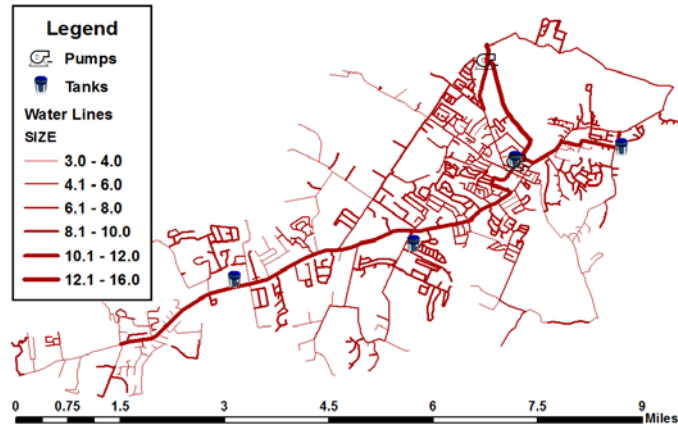 Legend
Pumps
Tanks
Water Lines
SIZE
3.0 - 4.0
4.1 - 6.0
6.1 - 8.0
8.1 - 10.0
10.1 - 12.0
12.1 - 16.0
0 0.75 1.5 3 4.5 6 7.5 9
Miles